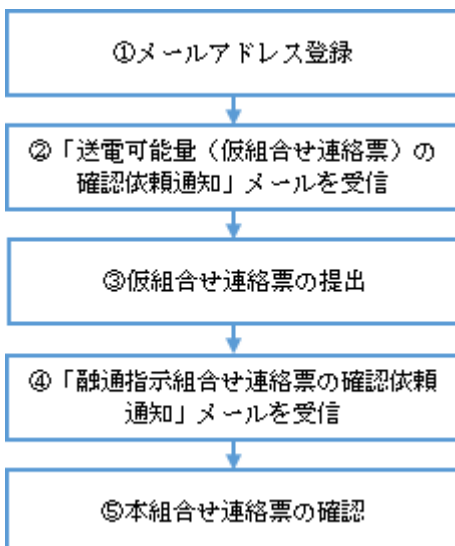 ①メールアドレス登録
②「送電可能量（仮組合せ連絡票）の
確認依頼通知」メールを受信
③仮組合せ連絡票の提出
④「融通指示組合せ連絡票の確認依頼
通知」メールを受信
⑤本組合せ連絡票の確認